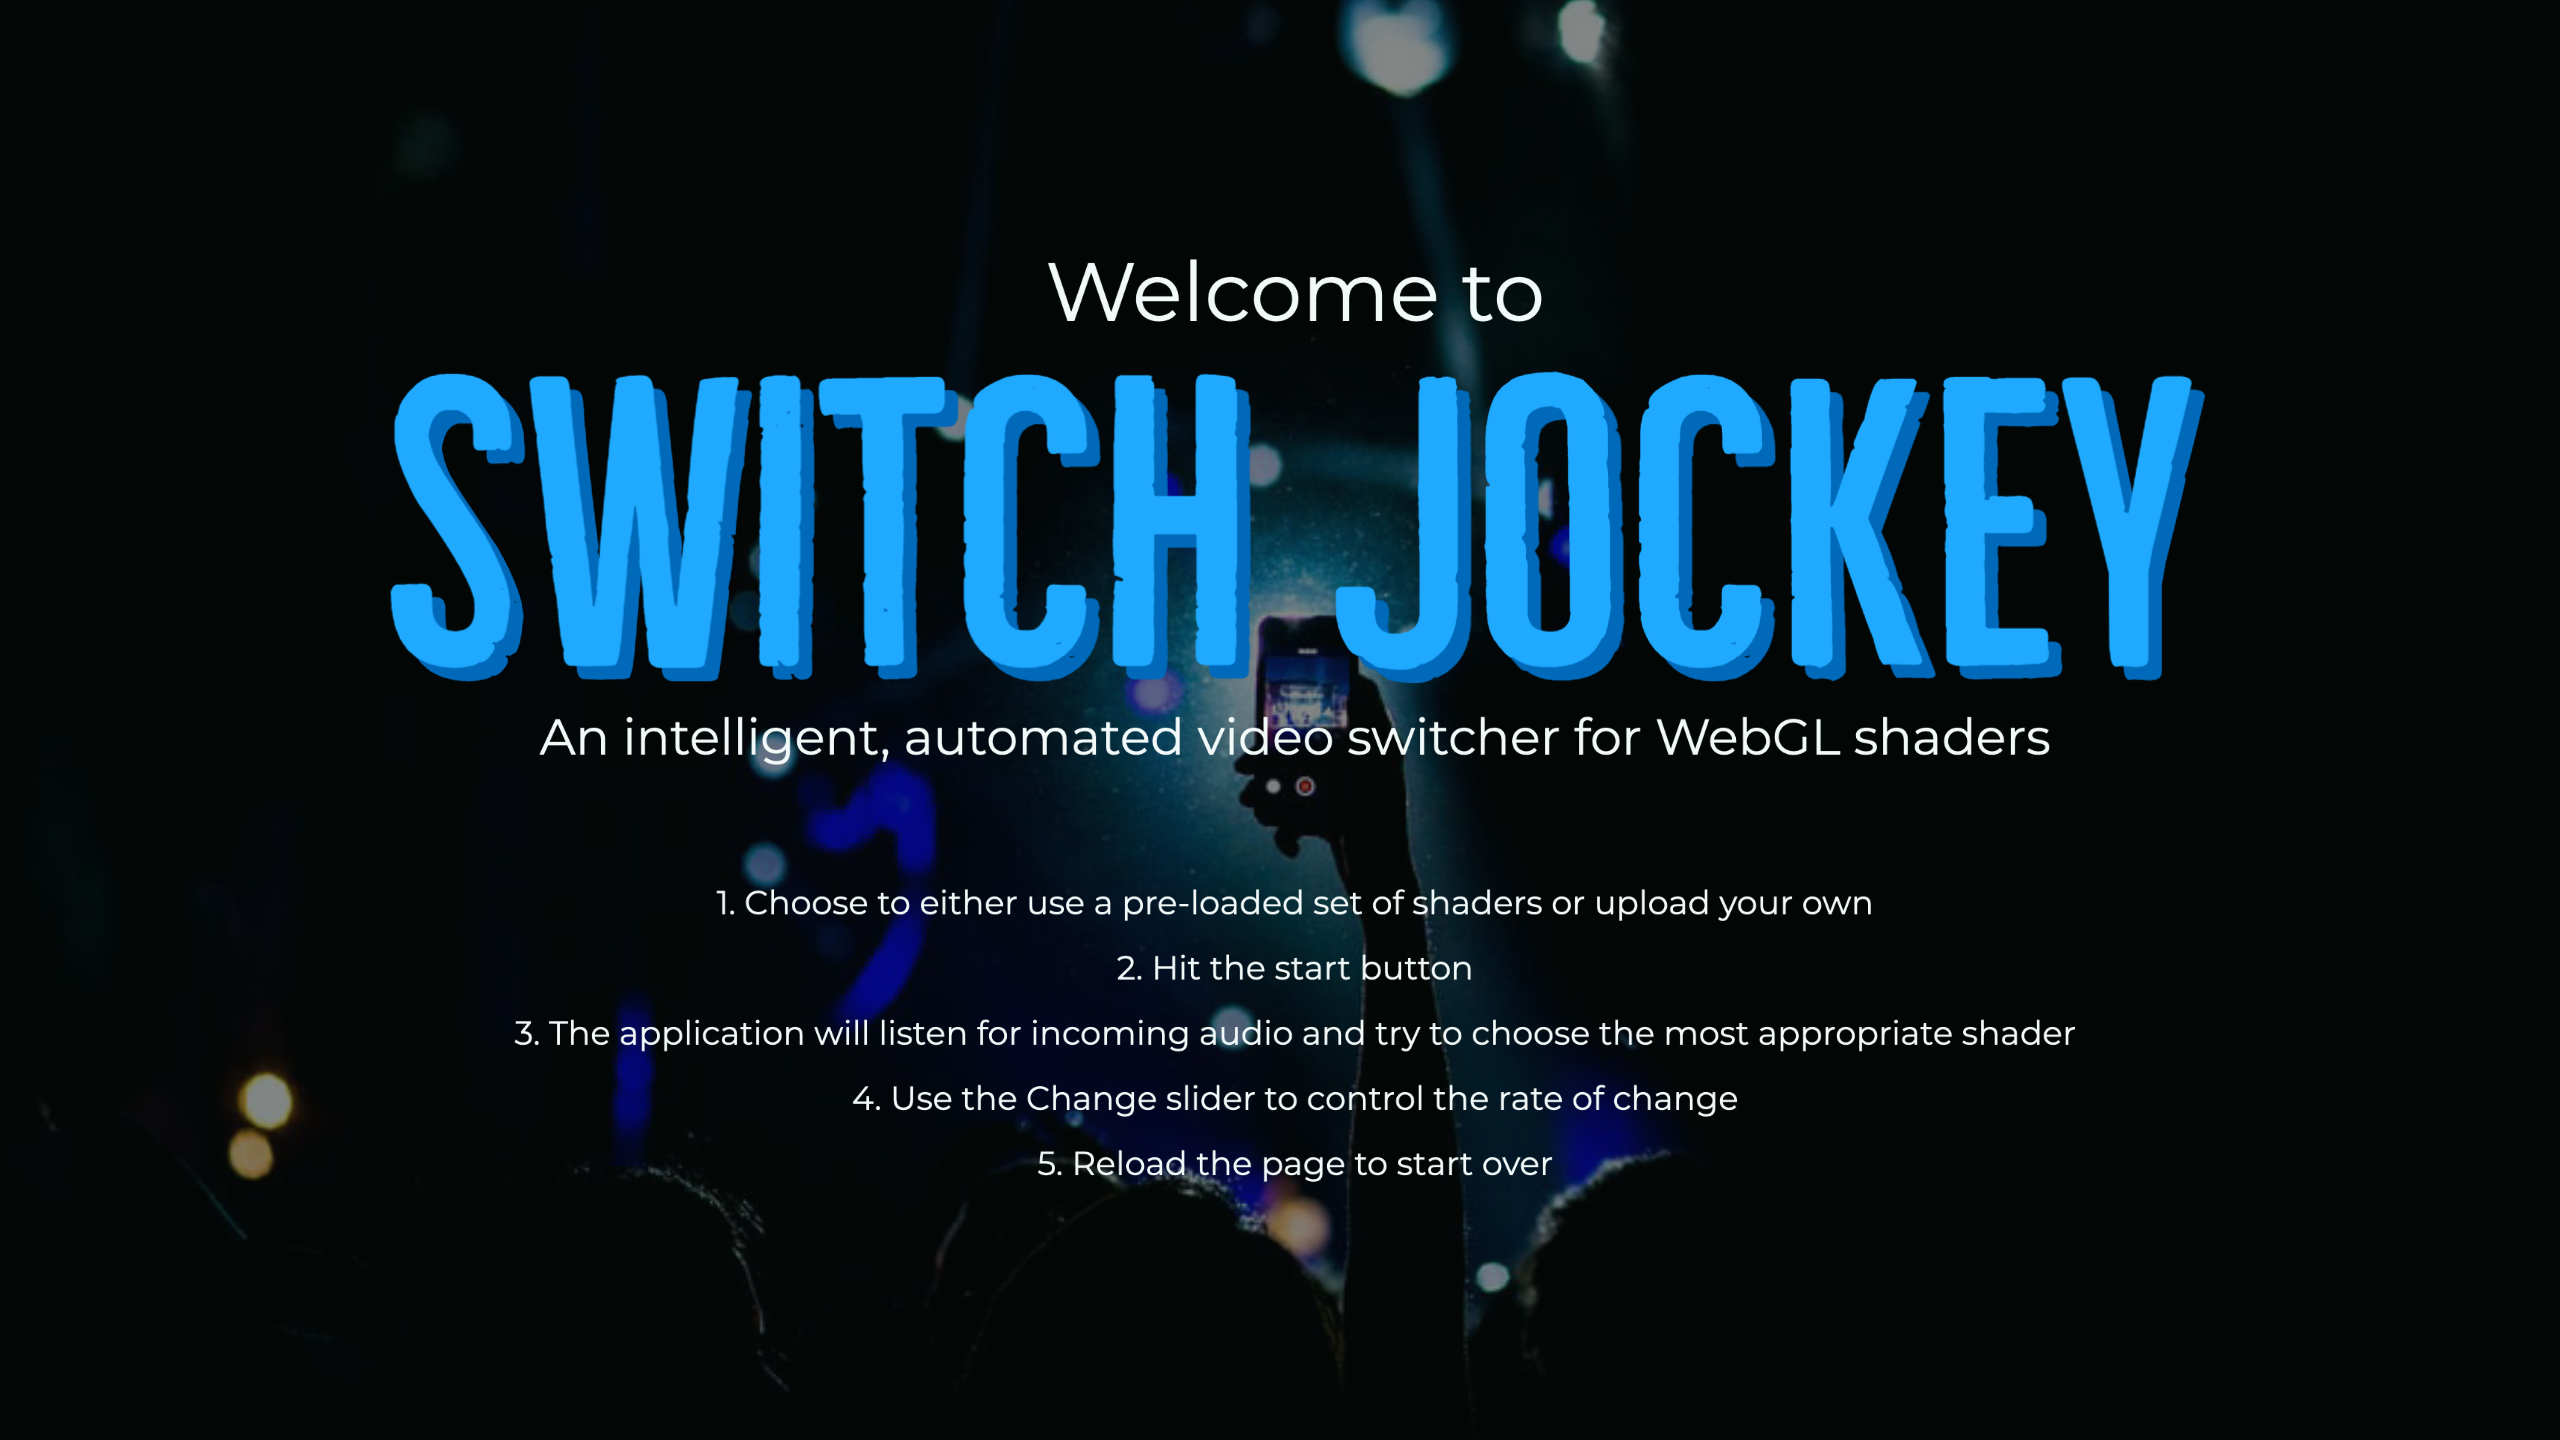 Welcome to
SWITCH JOCKEY
An intelligent, automated video switcher for WebGL shaders
1. Choose to either use a pre-loaded set of shaders or upload your own
2. Hit the start button
3. The application will listen for incoming audio and try to choose the most appropriate shader
4. Use the Change slider to control the rate of change
5. Reload the page to start over